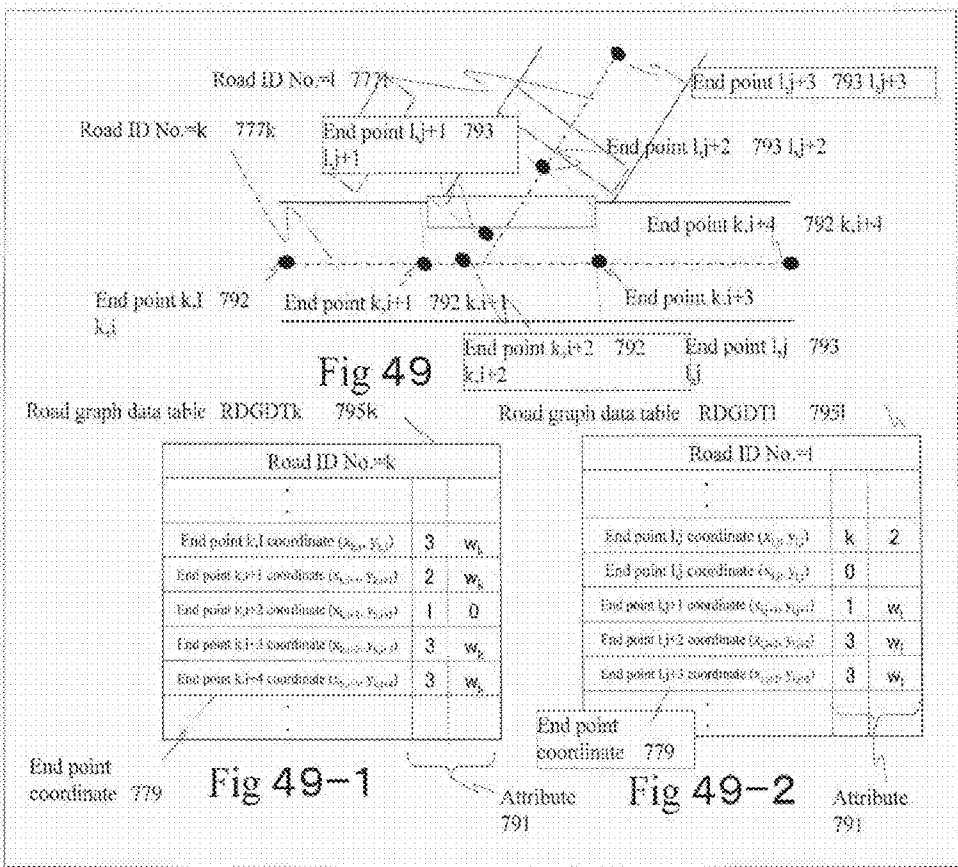 Road ID No.=l 777l
End point l,j+3 793 l,j+3
Road ID No.=k 777k
End point l,j+1 793
l,j+1
End point l,j+2 793 l,j+2
End point k,i+4 792 k,i+4
End point k,I 792
k,i
End point k,i+1 792 k,i+1
End point k,i+3
End point k,i+2 792
k,i+2
End point l,j 793
l,j
Fig 49
Road graph data table RDGDTk 795k
Road graph data table RDGDTl 795l
Road ID No.=k
End point k,I coordinate (x k,i, y k,i) 3 wk
End point k,i+1 coordinate 2 wk
End point k,i+2 coordinate 1 0
End point k,i+3 coordinate 3 wk
End point k,i+4 coordinate 3 wk
Road ID No.=l
End point l,j coordinate k 2
End point l,j coordinate 0
End point l,j+1 coordinate 1 wl
End point l,j+2 coordinate 3 wl
End point l,j+3 coordinate 3 wl
End point
coordinate 779
End point
coordinate 779
Fig 49-1
Attribute
791
Fig 49-2
Attribute
791